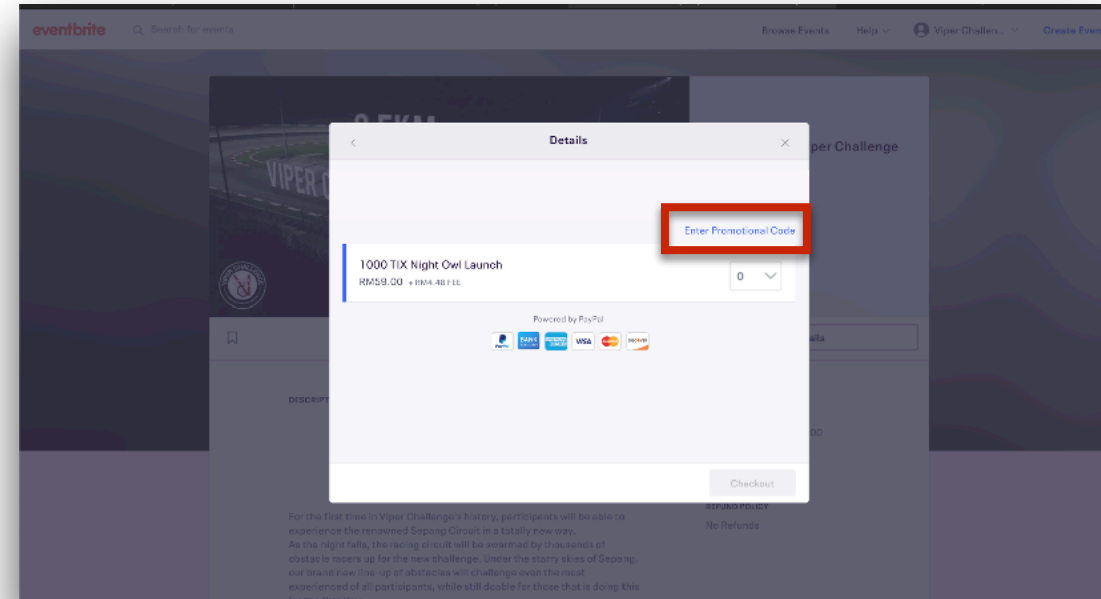 eventbrite
Search for events
Browse Events
Help
Viper Challen...
Create Even
Details
per Challenge
VIPER C
Enter Promotional Code
1000 TIX Night Owl Launch
RM59.00 + RM4.48 FEE
0
Powered by PayPal
VISA
DESCRIPT
Checkout
REFUND POLICY
No Refunds
For the first time in Viper Challenge's history, participants will be able to
experience the renowned Sepang Circuit in a totally new way.
As the night falls, the racing circuit will be swarmed by thousands of
obstacle racers up for the new challenge. Under the starry skies of Sepang,
our brand new line-up of obstacles will challenge even the most
experienced of all participants, while still doable for those that is doing this